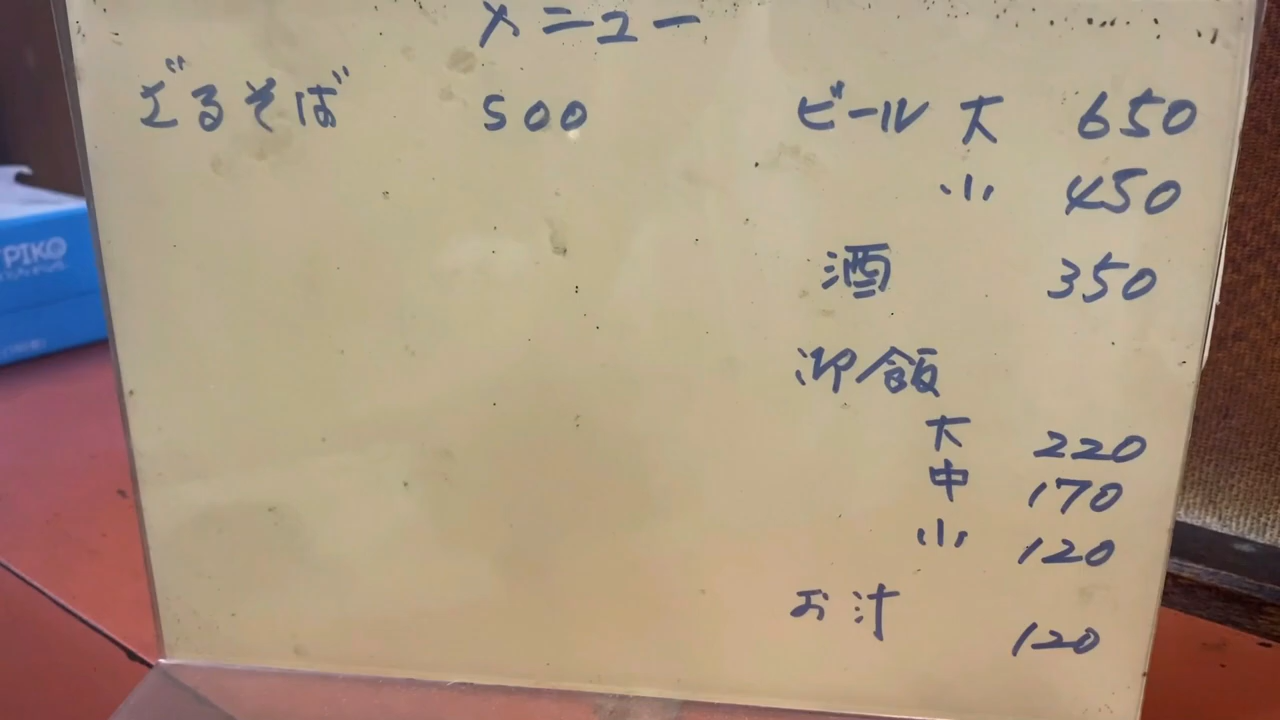 メニュー
ざるそば 500
ビール 大 650
小 450
酒 350
御飯
大 220
中 170
小 120
お汁 120
PIKO